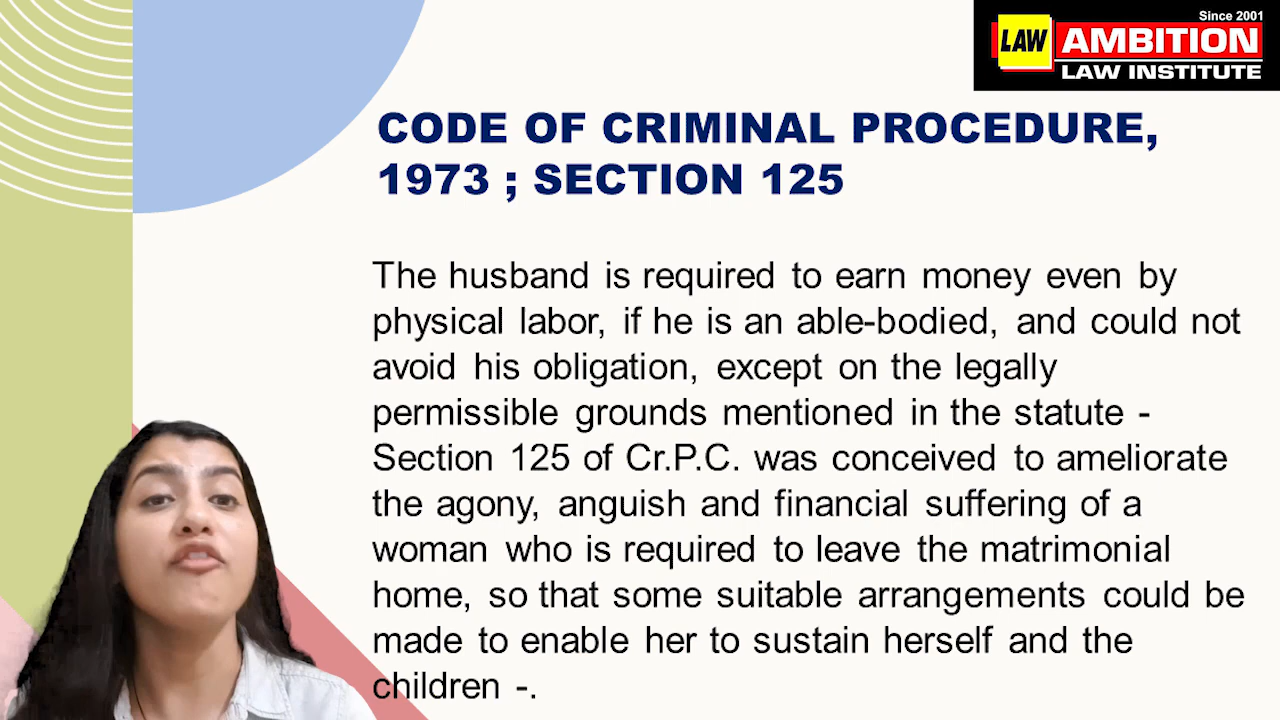 Since 2001
LAW AMBITION
LAW INSTITUTE
CODE OF CRIMINAL PROCEDURE,
1973 ; SECTION 125
The husband is required to earn money even by
physical labor, if he is an able-bodied, and could not
avoid his obligation, except on the legally
permissible grounds mentioned in the statute -
Section 125 of Cr.P.C. was conceived to ameliorate
the agony, anguish and financial suffering of a
woman who is required to leave the matrimonial
home, so that some suitable arrangements could be
made to enable her to sustain herself and the
children -.